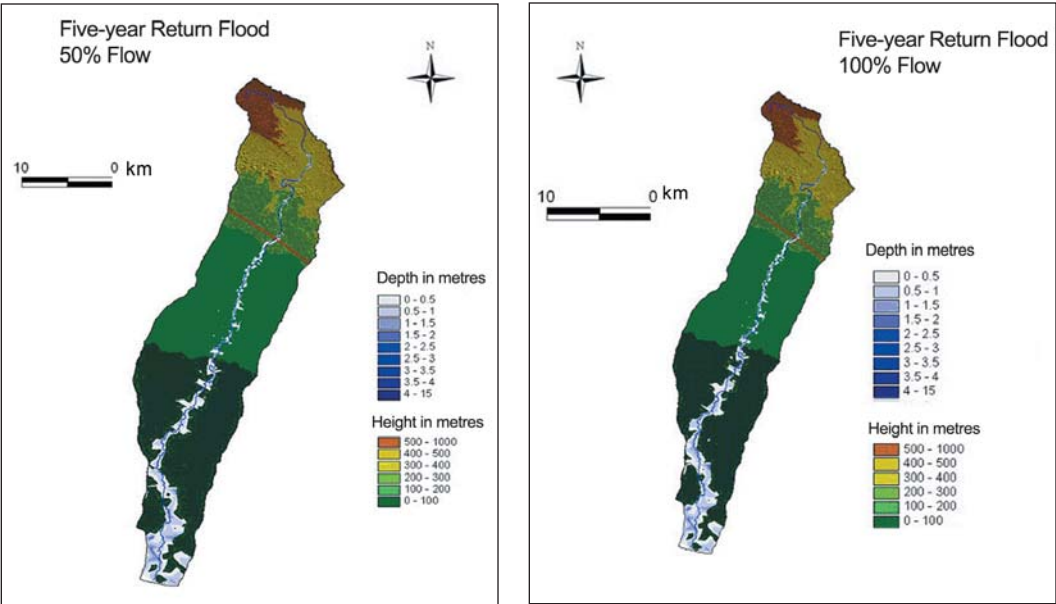 Five-year Return Flood
50% Flow
N
10 0 km
Depth in metres
0 - 0.5
0.5 - 1
1 - 1.5
1.5 - 2
2 - 2.5
2.5 - 3
3 - 3.5
3.5 - 4
4 - 15
Height in metres
500 - 1000
400 - 500
300 - 400
200 - 300
100 - 200
0 - 100
Five-year Return Flood
100% Flow
N
10 0 km
Depth in metres
0 - 0.5
0.5 - 1
1 - 1.5
1.5 - 2
2 - 2.5
2.5 - 3
3 - 3.5
3.5 - 4
4 - 15
Height in metres
500 - 1000
400 - 500
300 - 400
200 - 300
100 - 200
0 - 100